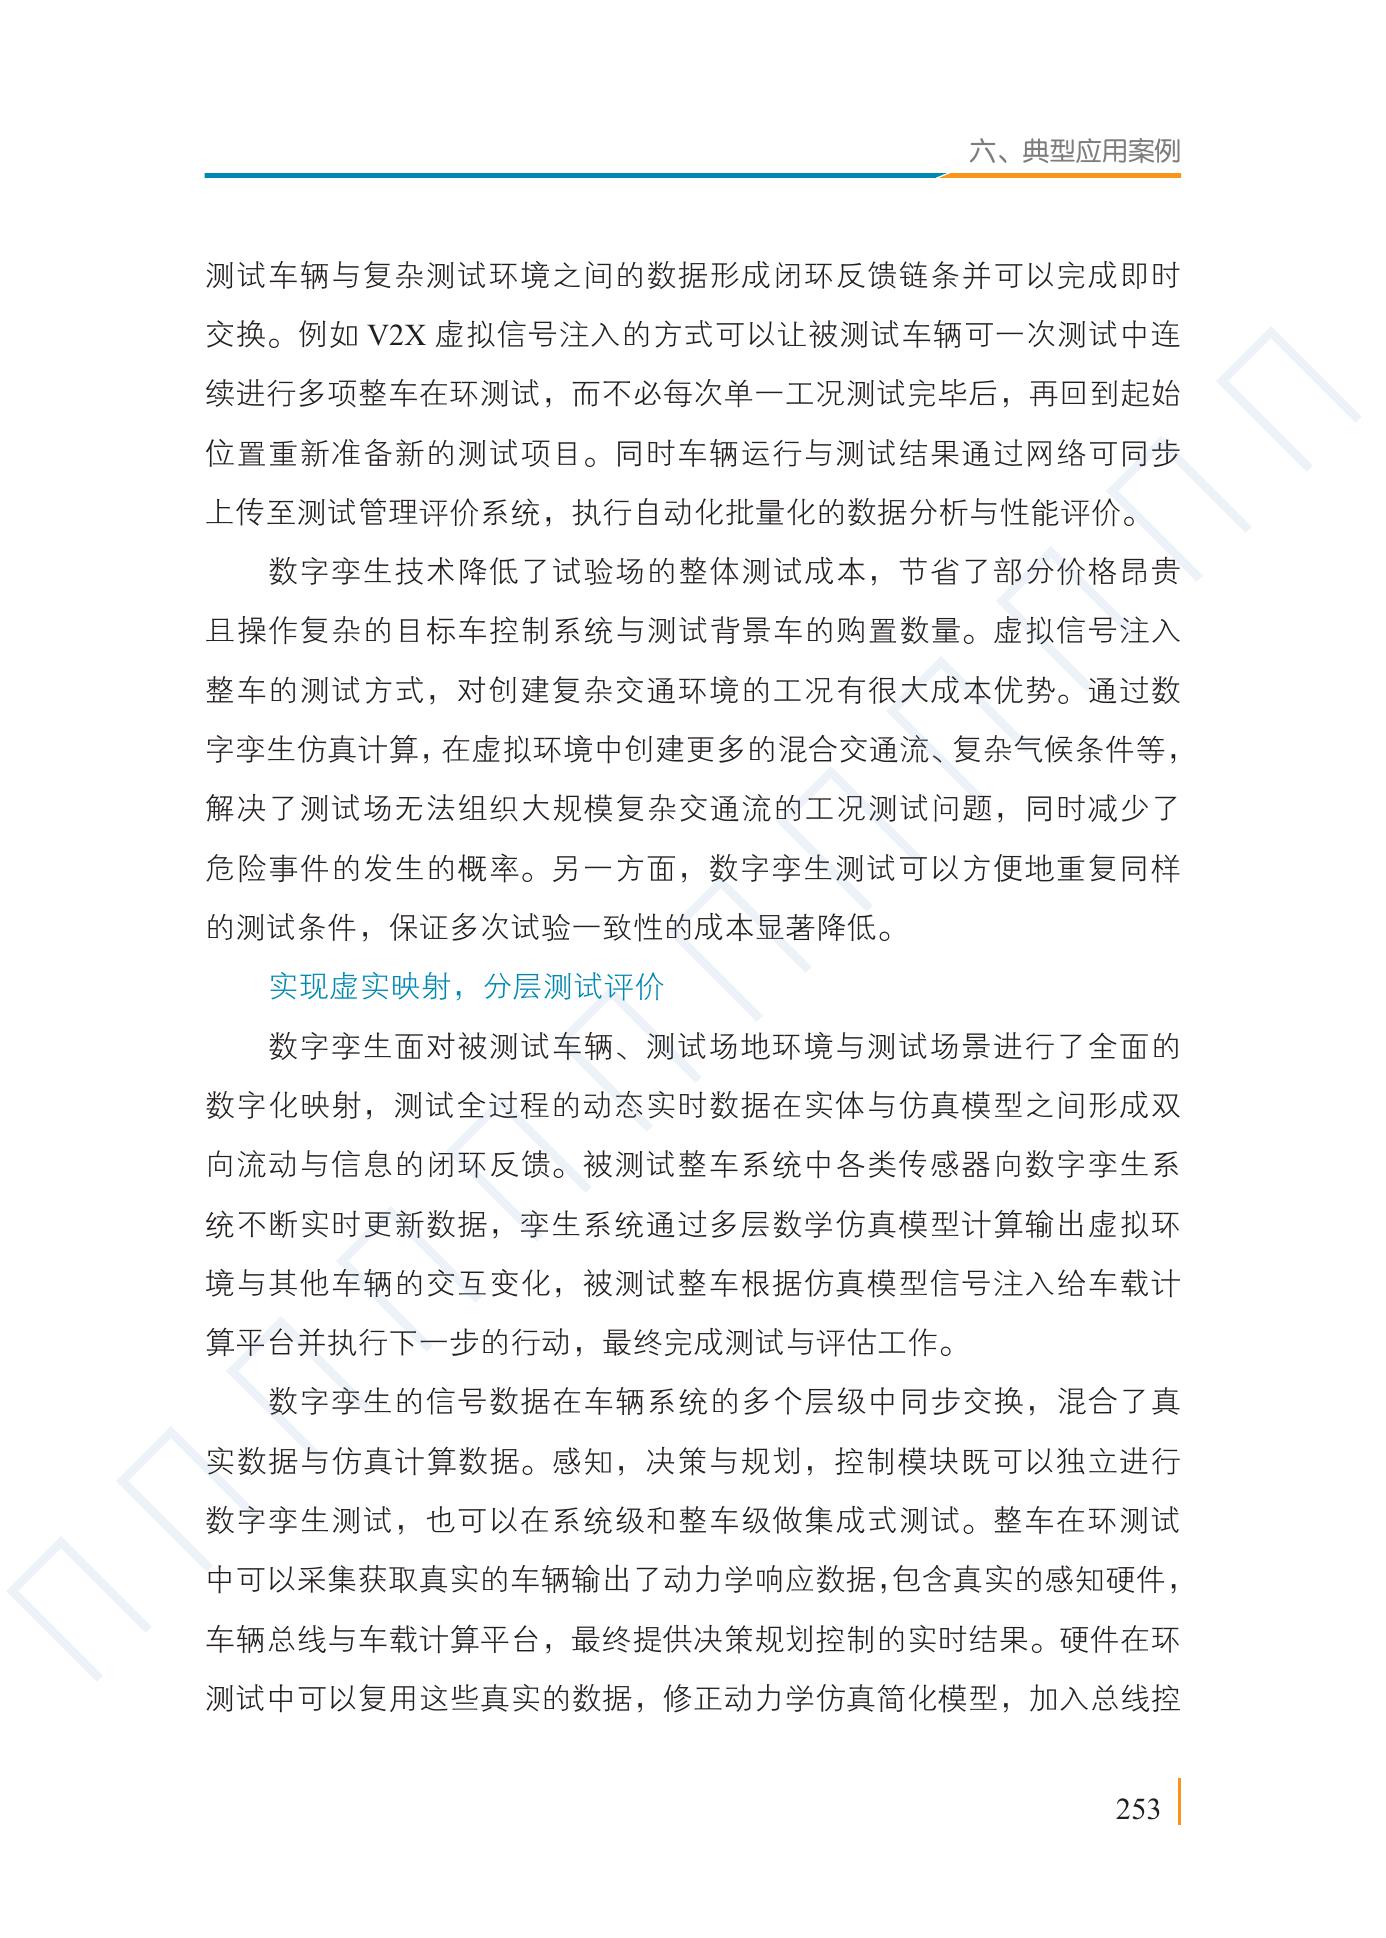 六、典型应用案例
测试车辆与复杂测试环境之间的数据形成闭环反馈链条并可以完成即时
交换。例如 V2X 虚拟信号注入的方式可以让被测试车辆可一次测试中连
续进行多项整车在环测试，而不必每次单一工况测试完毕后，再回到起始
位置重新准备新的测试项目。同时车辆运行与测试结果通过网络可同步
上传至测试管理评价系统，执行自动化批量化的数据分析与性能评价。
数字孪生技术降低了试验场的整体测试成本，节省了部分价格昂贵
且操作复杂的目标车控制系统与测试背景车的购置数量。虚拟信号注入
整车的测试方式，对创建复杂交通环境的工况有很大成本优势。通过数
字孪生仿真计算，在虚拟环境中创建更多的混合交通流、复杂气候条件等，
解决了测试场无法组织大规模复杂交通流的工况测试问题，同时减少了
危险事件的发生的概率。另一方面，数字孪生测试可以方便地重复同样
的测试条件，保证多次试验一致性的成本显著降低。
实现虚实映射，分层测试评价
数字孪生面对被测试车辆、测试场地环境与测试场景进行了全面的
数字化映射，测试全过程的动态实时数据在实体与仿真模型之间形成双
向流动与信息的闭环反馈。被测试整车系统中各类传感器向数字孪生系
统不断实时更新数据，孪生系统通过多层数学仿真模型计算输出虚拟环
境与其他车辆的交互变化，被测试整车根据仿真模型信号注入给车载计
算平台并执行下一步的行动，最终完成测试与评估工作。
数字孪生的信号数据在车辆系统的多个层级中同步交换，混合了真
实数据与仿真计算数据。感知，决策与规划，控制模块既可以独立进行
数字孪生测试，也可以在系统级和整车级做集成式测试。整车在环测试
中可以采集获取真实的车辆输出了动力学响应数据，包含真实的感知硬件，
车辆总线与车载计算平台，最终提供决策规划控制的实时结果。硬件在环
测试中可以复用这些真实的数据，修正动力学仿真简化模型，加入总线控
253